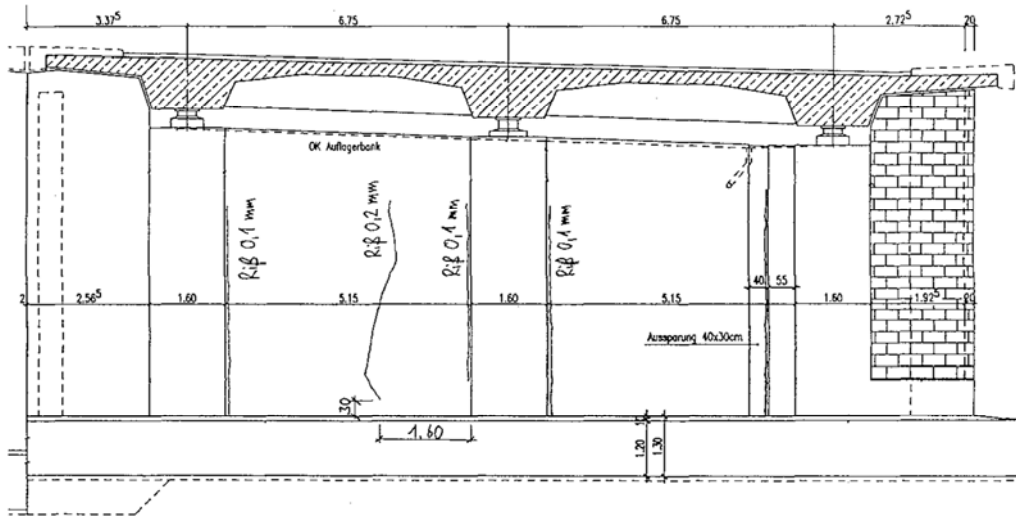 3.37⁵ 6.75 6.75 2.72⁵ 20
OK Auflagerbank
Riß 0,1 mm
Riß 0,2 mm
Riß 0,1 mm
Riß 0,1 mm
40 55
2 2.56⁵ 1.60 5.15 1.60 5.15 1.60 1.92⁵ 20
Aussparung 40x30cm
30
1.60
1.20
1.30